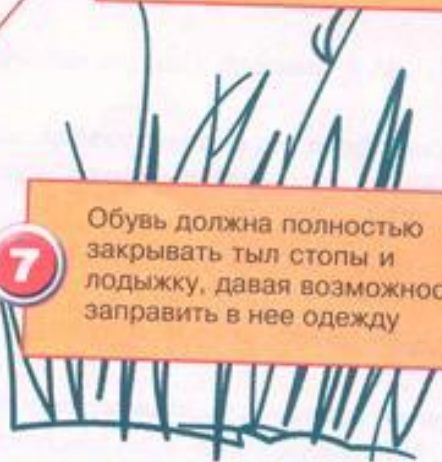 7
Обувь должна полностью
закрывать тыл стопы и
лодыжку, давая возможнос
заправить в нее одежду